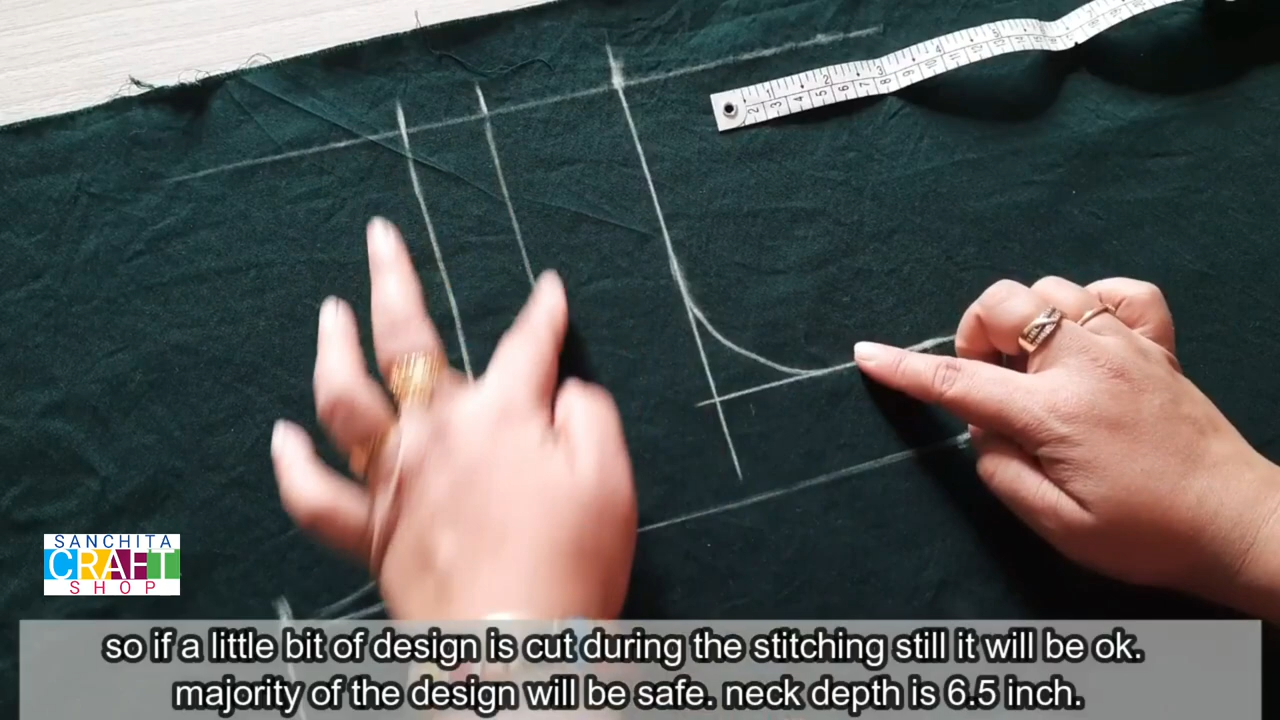 SANCHITA
CRAFT
SHOP
so if a little bit of design is cut during the stitching still it will be ok.
majority of the design will be safe. neck depth is 6.5 inch.